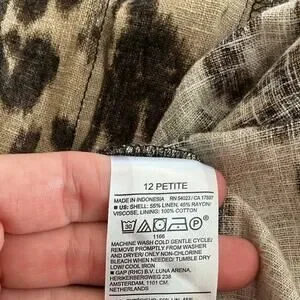 12 PETITE
MADE IN INDONESIA RN 54023 / CA 17897
■ US: SHELL: 55% LINEN, 45% RAYON/
VISCOSE, LINING: 100% COTTON
30
1166
MACHINE WASH COLD GENTLE CYCLE/
REMOVE PROMPTLY FROM WASHER
AND DRYER/ ONLY NON-CHLORINE
BLEACH WHEN NEEDED/ TUMBLE DRY
LOW/ COOL IRON
■ GAP (RHC) B.V. LUNA ARENA,
HERIKERBERGWEG 238
AMSTERDAM, 1101 CM.